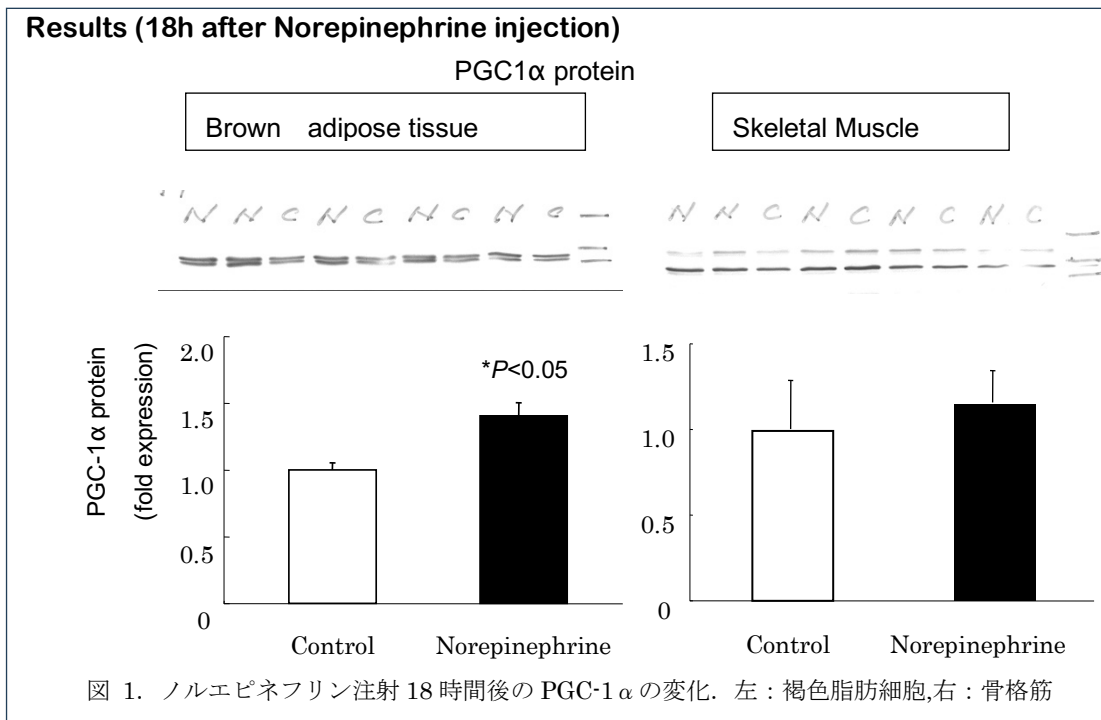 Results (18h after Norepinephrine injection)
PGC1α protein
Brown adipose tissue
Skeletal Muscle
N N C N C N C N C
N N C N C N C N C
PGC-1α protein
(fold expression)
2.0
1.5
1.0
0.5
0
*P<0.05
Control Norepinephrine
1.5
1.0
0.5
0
Control Norepinephrine
図 1. ノルエピネフリン注射 18 時間後の PGC-1αの変化. 左：褐色脂肪細胞,右：骨格筋